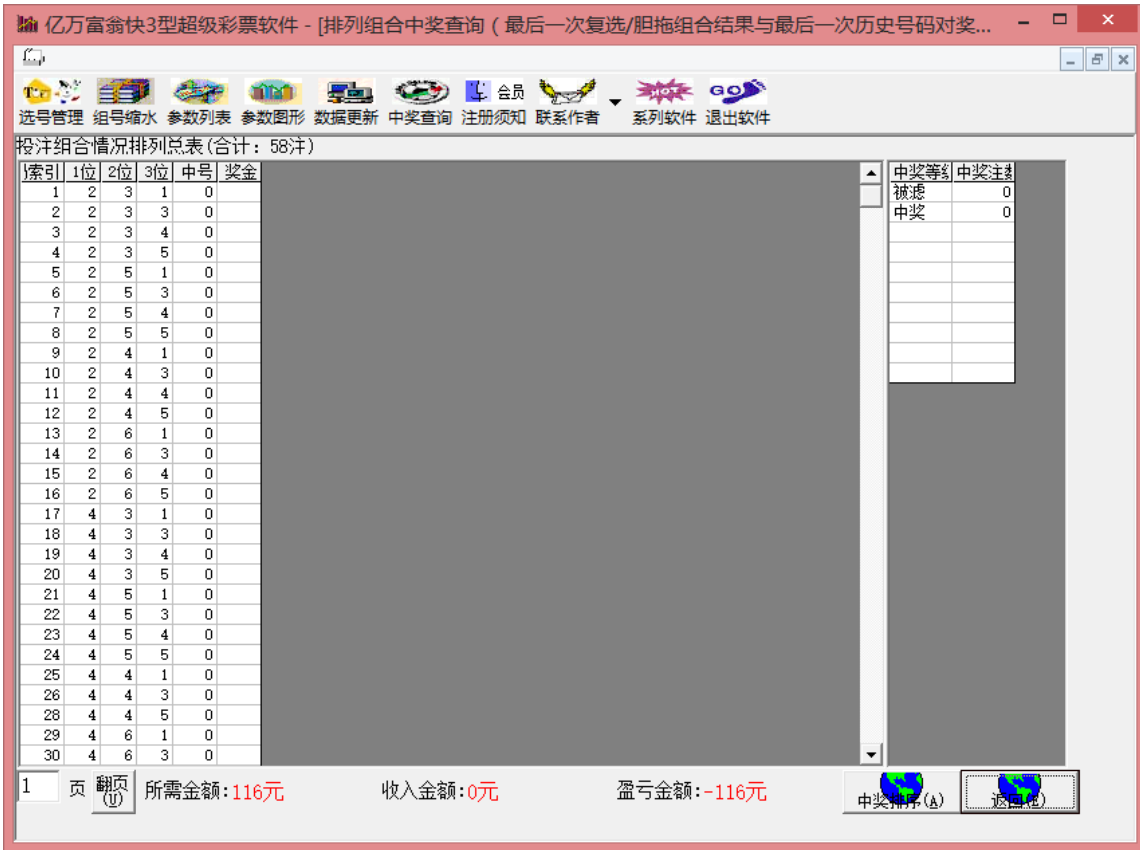 亿万富翁快3型超级彩票软件 - [排列组合中奖查询 ( 最后一次复选/胆拖组合结果与最后一次历史号码对奖...
选号管理 组号缩水 参数列表 参数图形 数据更新 中奖查询 注册须知 会员 联系作者 系列软件 退出软件
投注组合情况排列总表(合计: 58注)
索引 1位 2位 3位 中号 奖金 中奖等 中奖注
1 2 3 1 0 被滤 0
2 2 3 3 0 中奖 0
3 2 3 4 0
4 2 3 5 0
5 2 5 1 0
6 2 5 3 0
7 2 5 4 0
8 2 5 5 0
9 2 4 1 0
10 2 4 3 0
11 2 4 4 0
12 2 4 5 0
13 2 6 1 0
14 2 6 3 0
15 2 6 4 0
16 2 6 5 0
17 4 3 1 0
18 4 3 3 0
19 4 3 4 0
20 4 3 5 0
21 4 5 1 0
22 4 5 3 0
23 4 5 4 0
24 4 5 5 0
25 4 4 1 0
26 4 4 3 0
28 4 4 5 0
29 4 6 1 0
30 4 6 3 0
1 页 翻页(U) 所需金额:116元 收入金额:0元 盈亏金额:-116元 中奖排序(A) 返回(R)